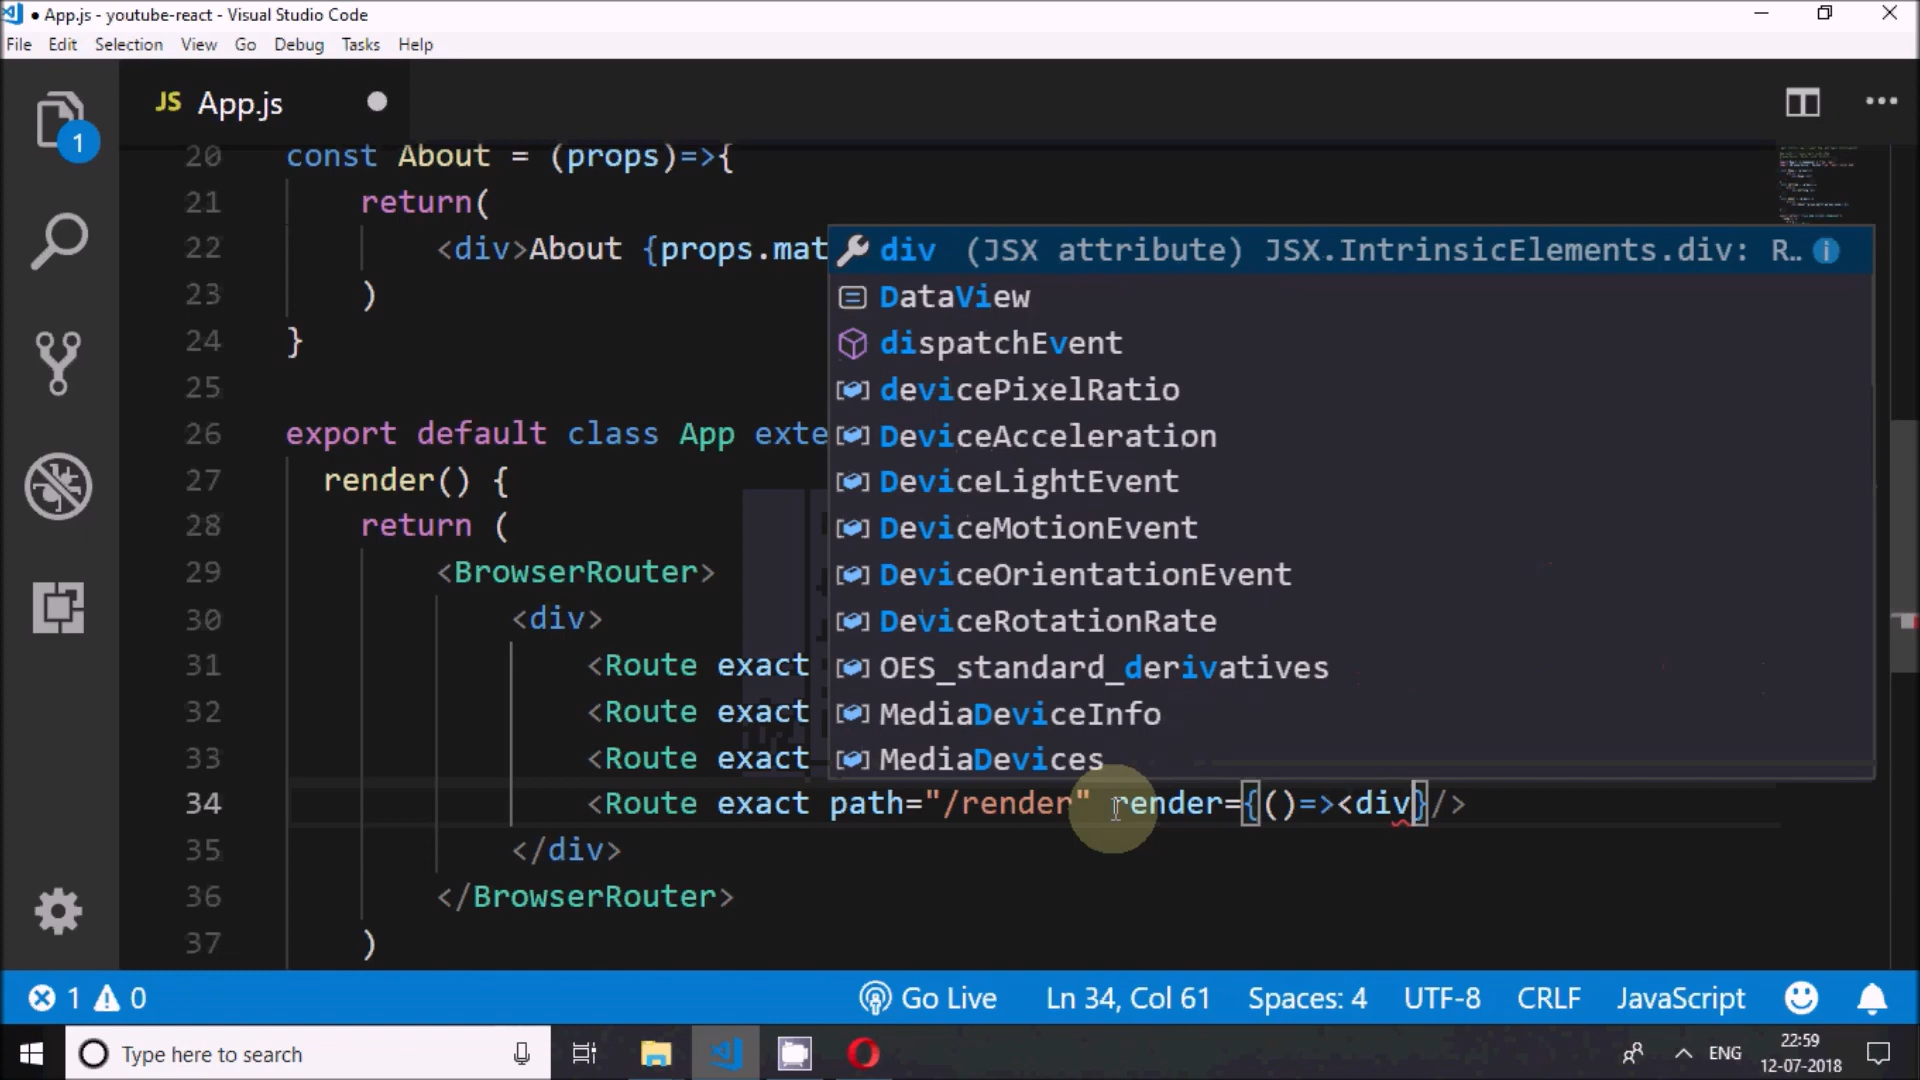 ● App.js - youtube-react - Visual Studio Code
File Edit Selection View Go Debug Tasks Help
JS App.js
1
20 const About = (props)=>{
21 return(
22 <div>About {props.mat
23 )
24 }
25
26 export default class App exte
27 render() {
28 return (
29 <BrowserRouter>
30 <div>
31 <Route exact
32 <Route exact
33 <Route exact
34 <Route exact path="/render" render={()=><div}/>
35 </div>
36 </BrowserRouter>
37 )
div (JSX attribute) JSX.IntrinsicElements.div: R…
DataView
dispatchEvent
devicePixelRatio
DeviceAcceleration
DeviceLightEvent
DeviceMotionEvent
DeviceOrientationEvent
DeviceRotationRate
OES_standard_derivatives
MediaDeviceInfo
MediaDevices
1 0 Go Live Ln 34, Col 61 Spaces: 4 UTF-8 CRLF JavaScript
Type here to search
ENG
22:59
12-07-2018